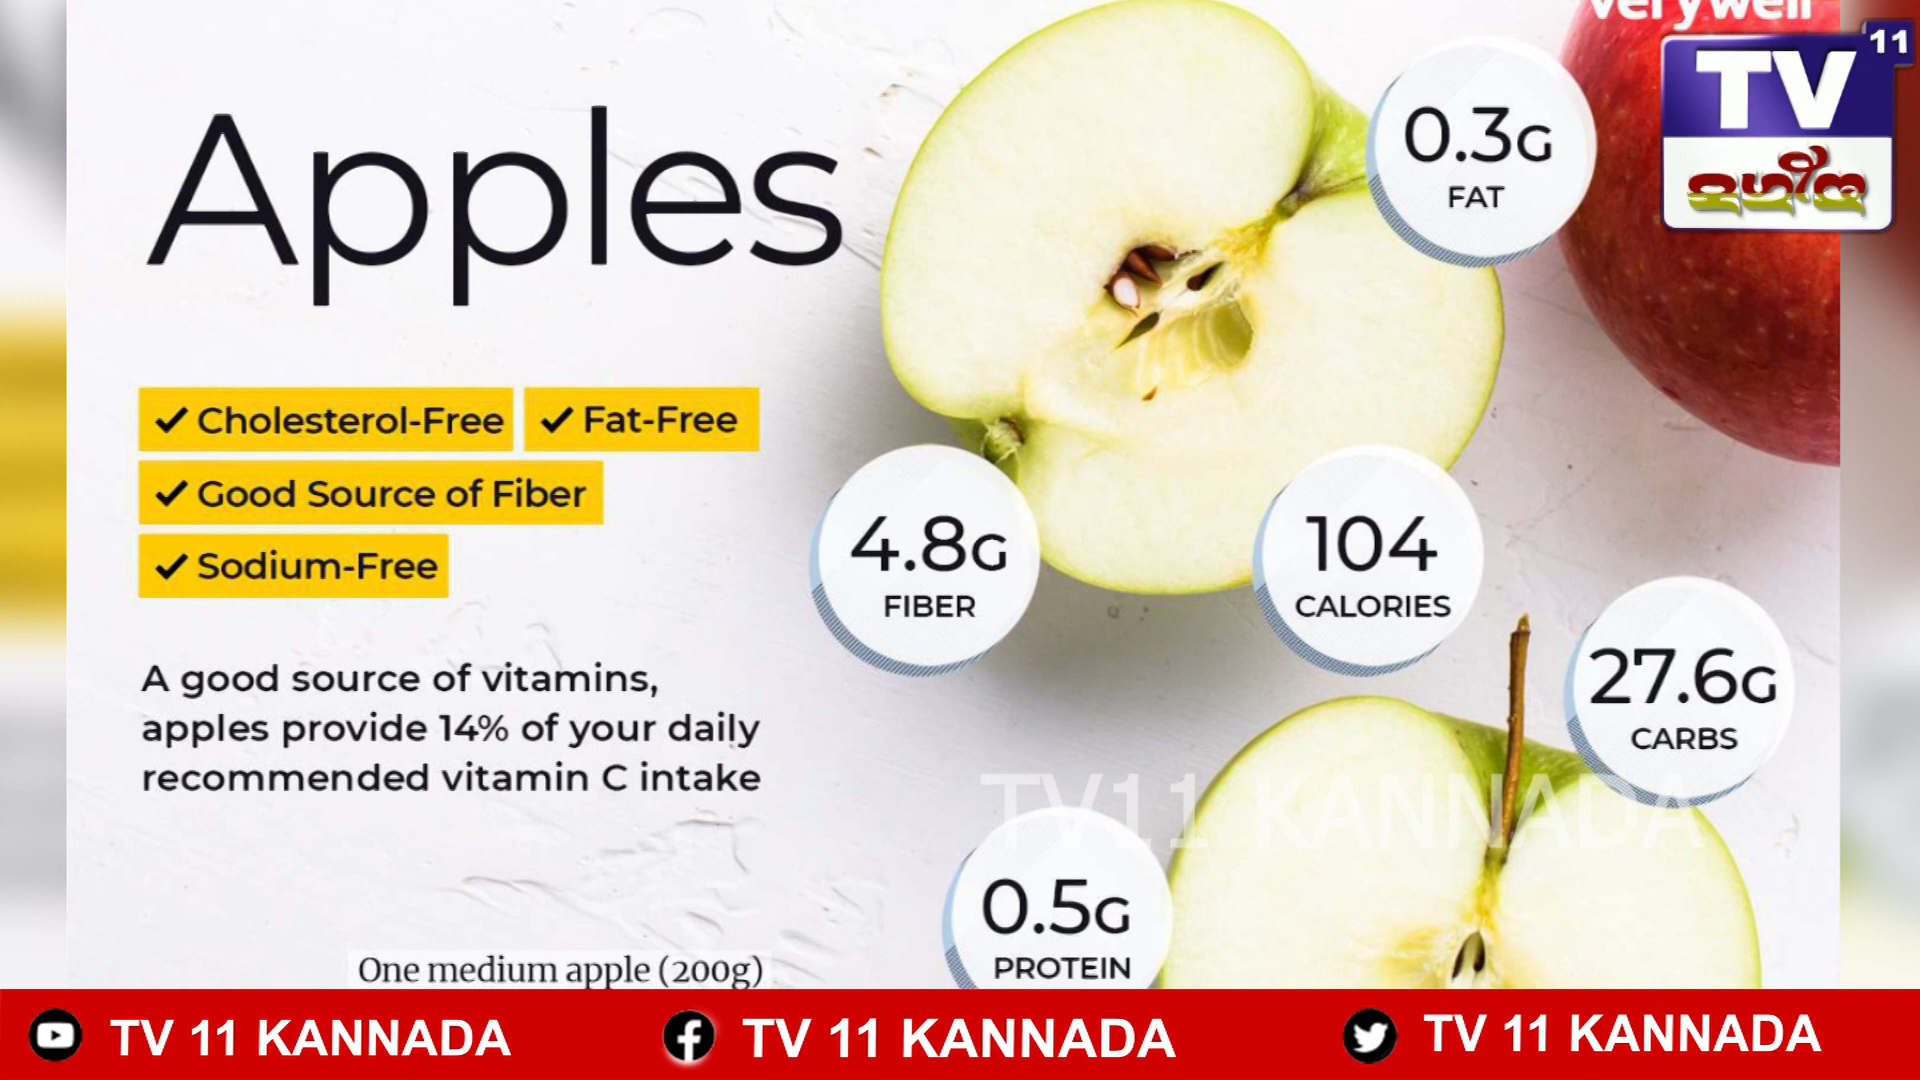 verywell
TV 11
Apples
0.3G
FAT
✓ Cholesterol-Free
✓ Fat-Free
✓ Good Source of Fiber
✓ Sodium-Free
4.8G
FIBER
104
CALORIES
27.6G
CARBS
A good source of vitamins,
apples provide 14% of your daily
recommended vitamin C intake
TV11 KANNADA
0.5G
PROTEIN
One medium apple (200g)
TV 11 KANNADA
TV 11 KANNADA
TV 11 KANNADA